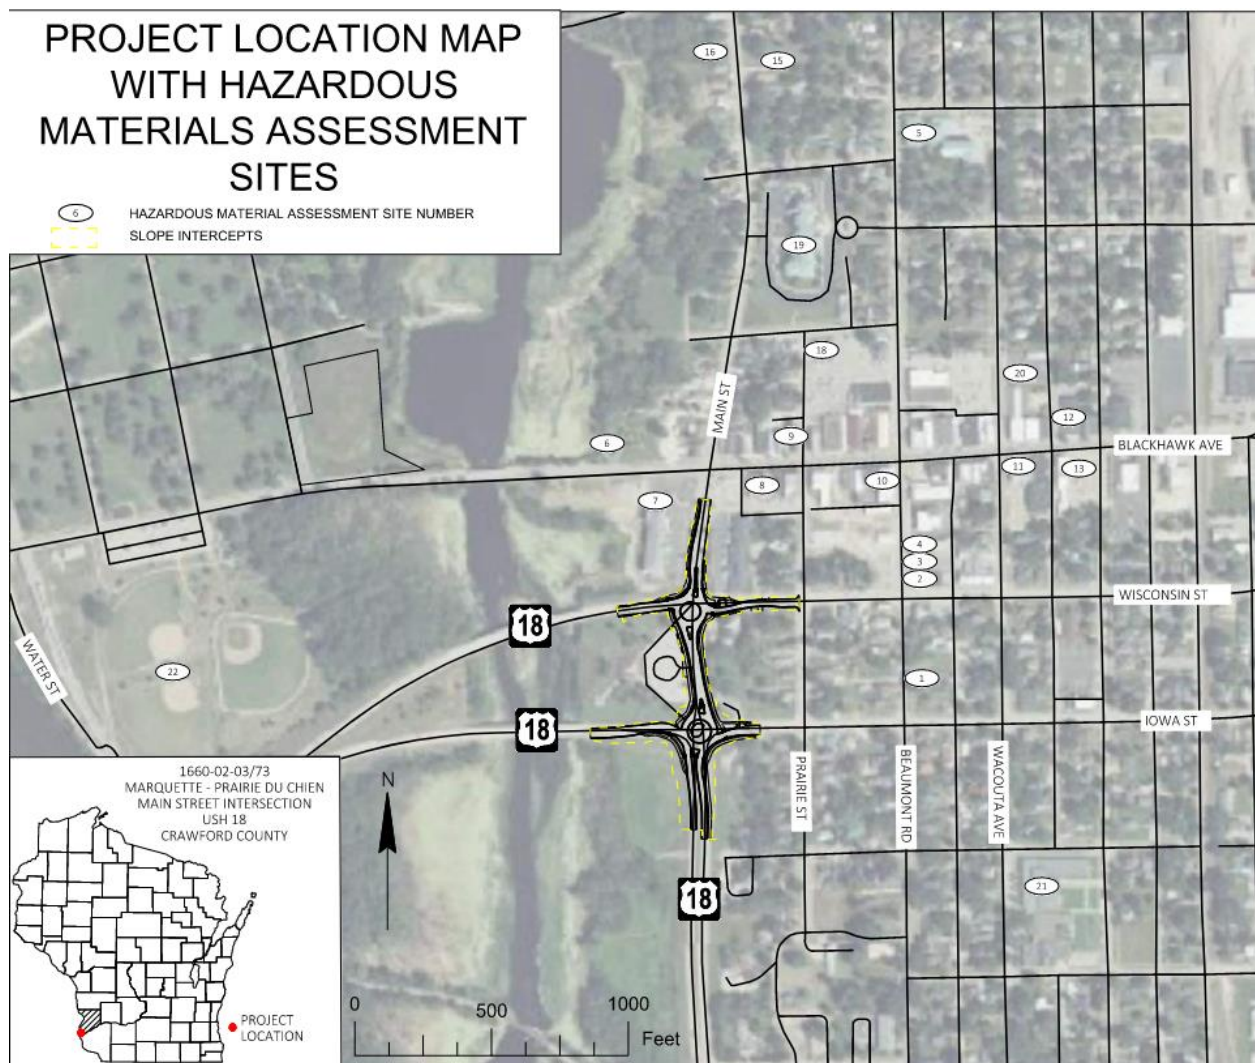 PROJECT LOCATION MAP
WITH HAZARDOUS
MATERIALS ASSESSMENT
SITES
6 HAZARDOUS MATERIAL ASSESSMENT SITE NUMBER
SLOPE INTERCEPTS
16
15
5
19
18
20
MAIN ST
12
9
6
BLACKHAWK AVE
11
13
10
8
7
4
3
2
WISCONSIN ST
18
WATER ST
22
1
IOWA ST
18
PRAIRIE ST
BEAUMONT RD
WACOUTA AVE
21
18
N
0 500 1000
Feet
1660-02-03/73
MARQUETTE - PRAIRIE DU CHIEN
MAIN STREET INTERSECTION
USH 18
CRAWFORD COUNTY
PROJECT
LOCATION